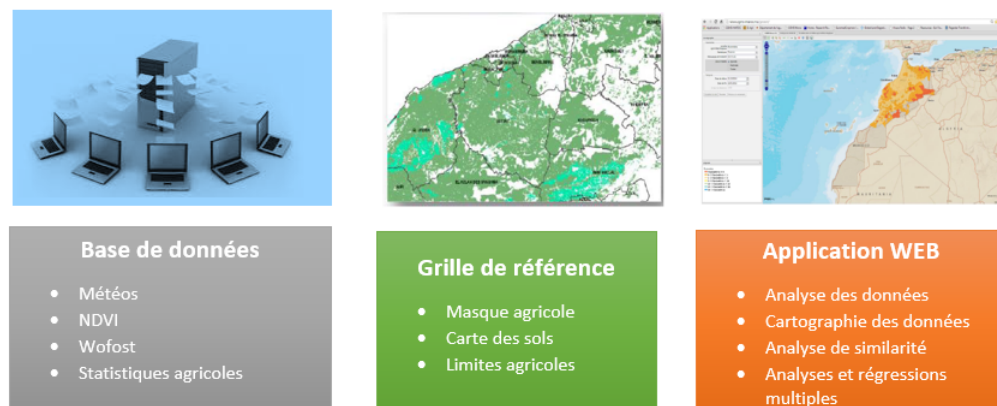 Base de données
• Météos
• NDVI
• Wofost
• Statistiques agricoles
Grille de référence
• Masque agricole
• Carte des sols
• Limites agricoles
Application WEB
• Analyse des données
• Cartographie des données
• Analyse de similarité
• Analyses et régressions
multiples